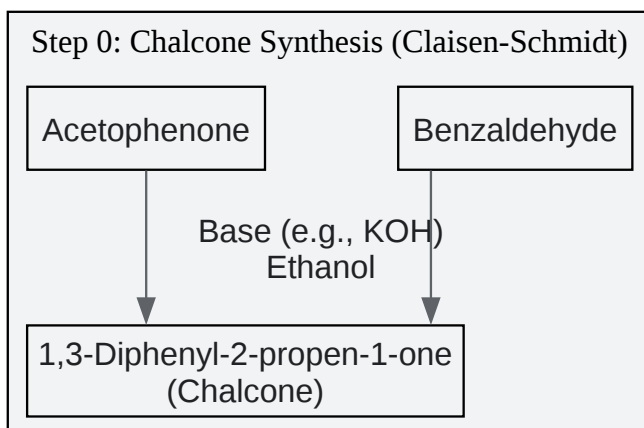 Step 0: Chalcone Synthesis (Claisen-Schmidt)
Acetophenone
Benzaldehyde
Base (e.g., KOH)
Ethanol
1,3-Diphenyl-2-propen-1-one
(Chalcone)